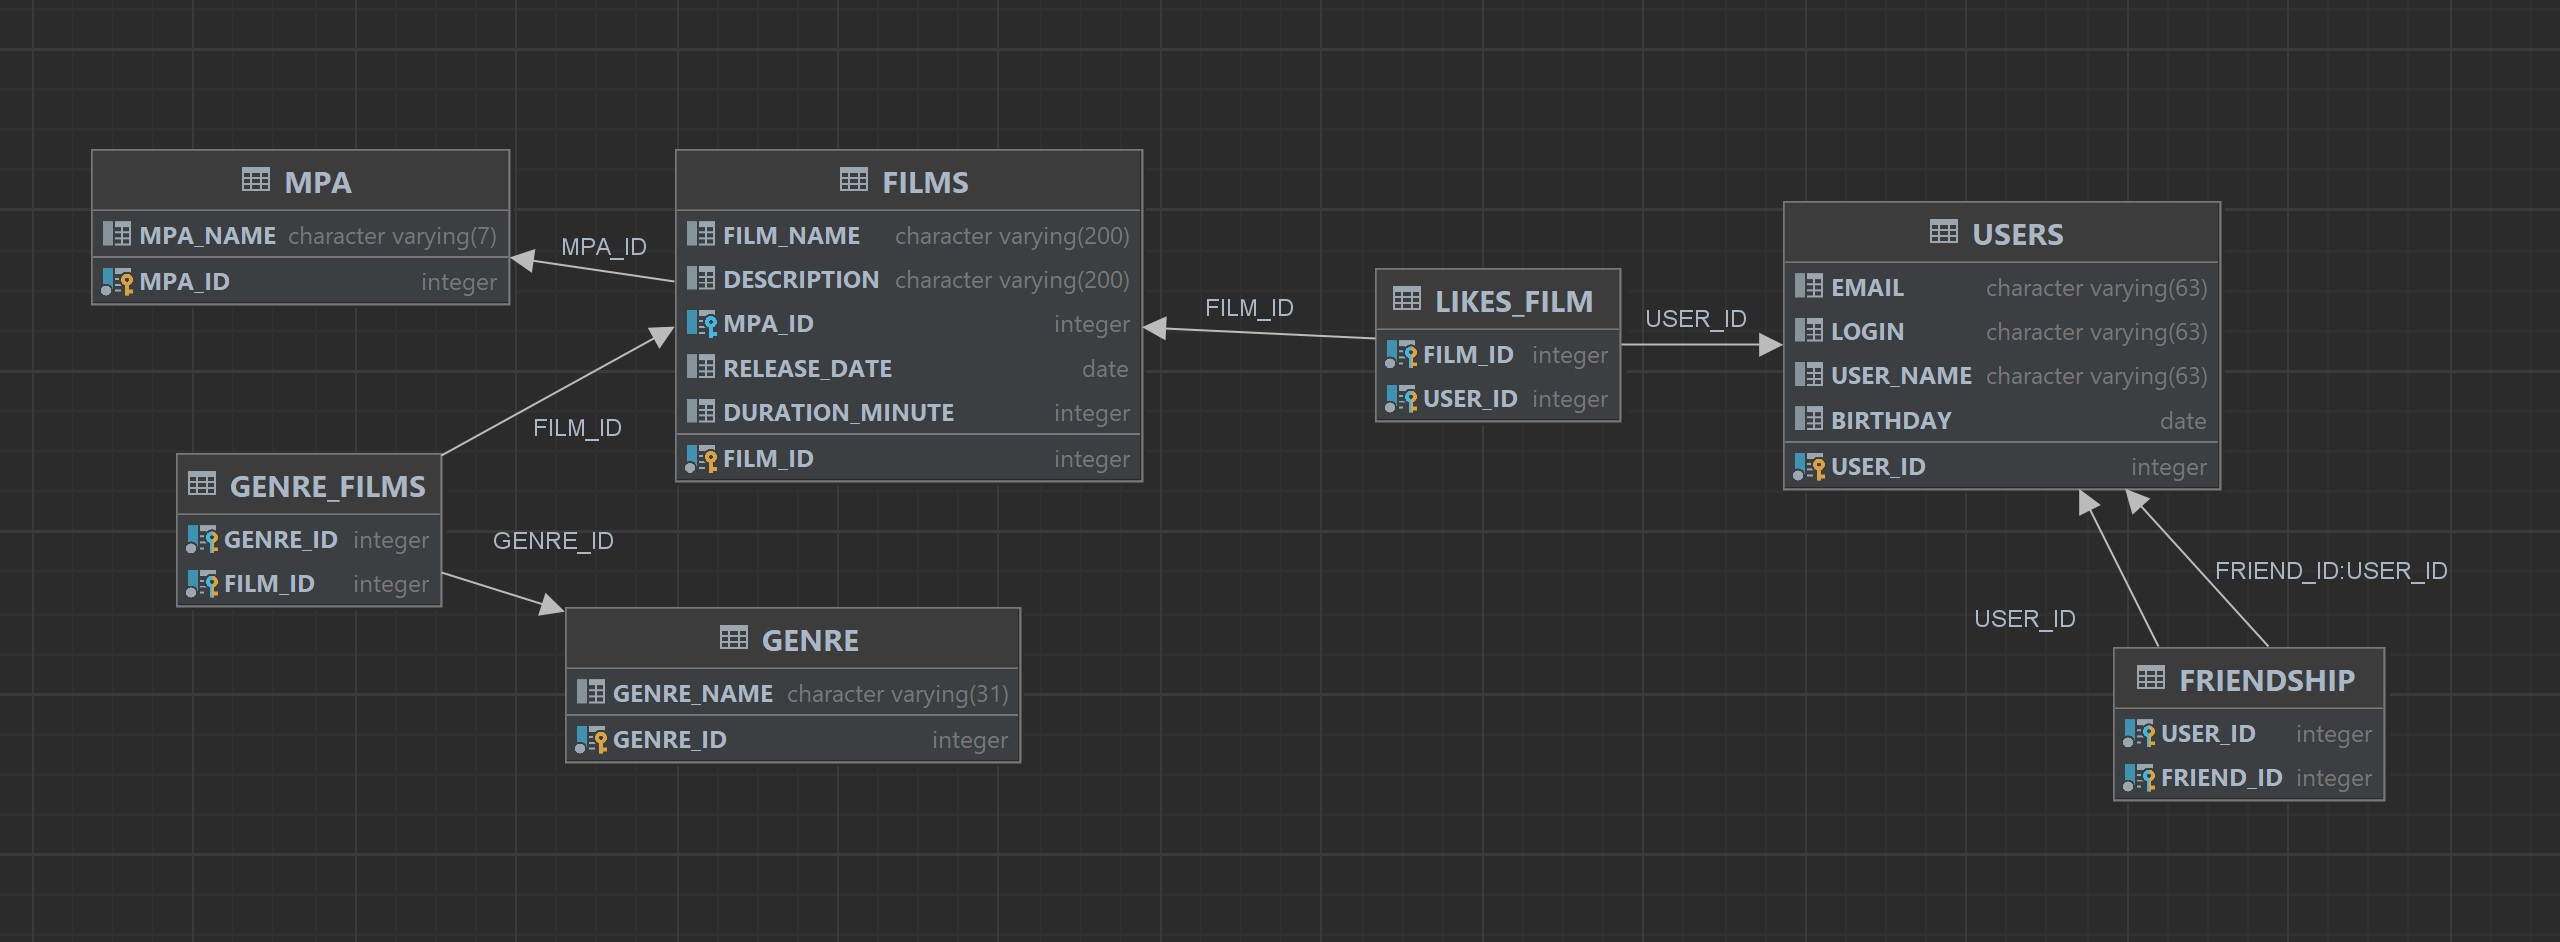 MPA
MPA_NAME character varying(7)
MPA_ID integer
MPA_ID
FILMS
FILM_NAME character varying(200)
DESCRIPTION character varying(200)
MPA_ID integer
RELEASE_DATE date
DURATION_MINUTE integer
FILM_ID integer
FILM_ID
LIKES_FILM
FILM_ID integer
USER_ID integer
USER_ID
USERS
EMAIL character varying(63)
LOGIN character varying(63)
USER_NAME character varying(63)
BIRTHDAY date
USER_ID integer
FILM_ID
GENRE_FILMS
GENRE_ID integer
FILM_ID integer
GENRE_ID
GENRE
GENRE_NAME character varying(31)
GENRE_ID integer
FRIEND_ID:USER_ID
USER_ID
FRIENDSHIP
USER_ID integer
FRIEND_ID integer